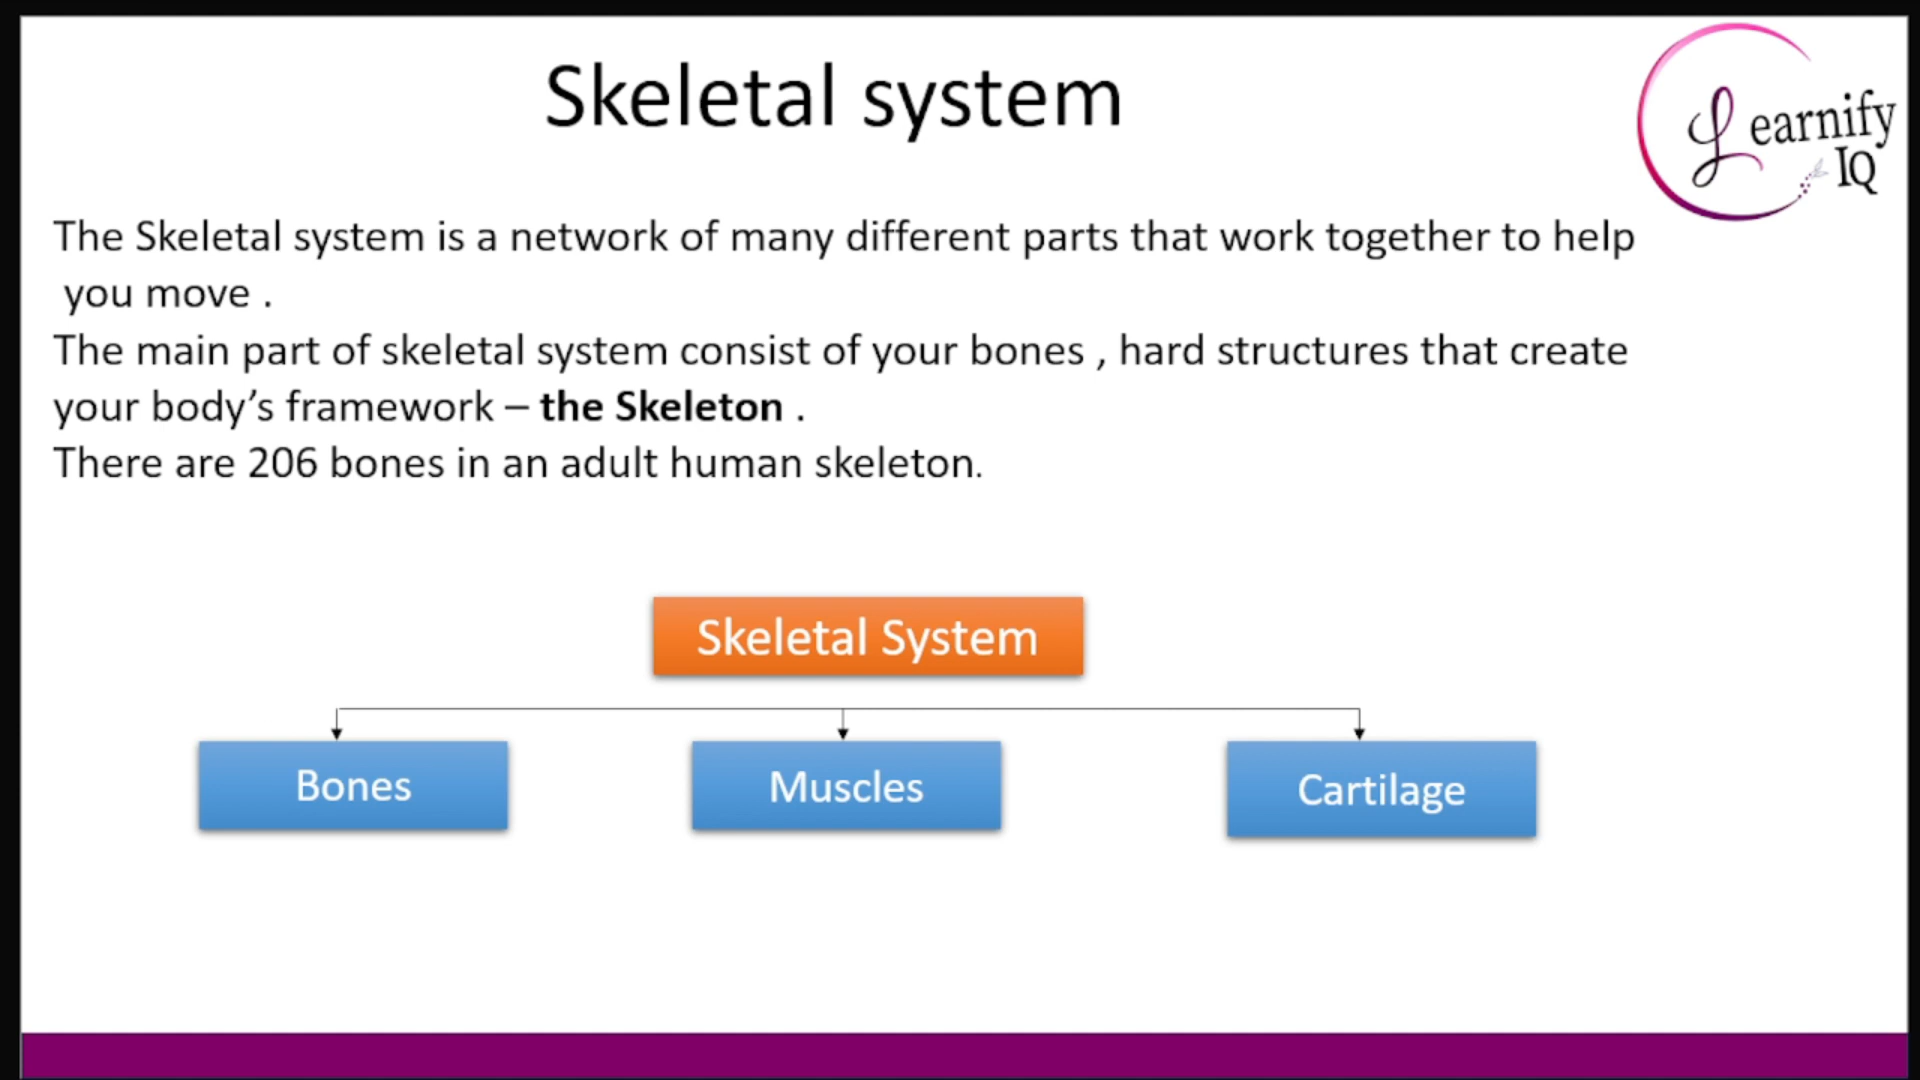 Skeletal system
Learnify
IQ
The Skeletal system is a network of many different parts that work together to help
you move .
The main part of skeletal system consist of your bones , hard structures that create
your body’s framework – the Skeleton .
There are 206 bones in an adult human skeleton.
Skeletal System
Bones
Muscles
Cartilage